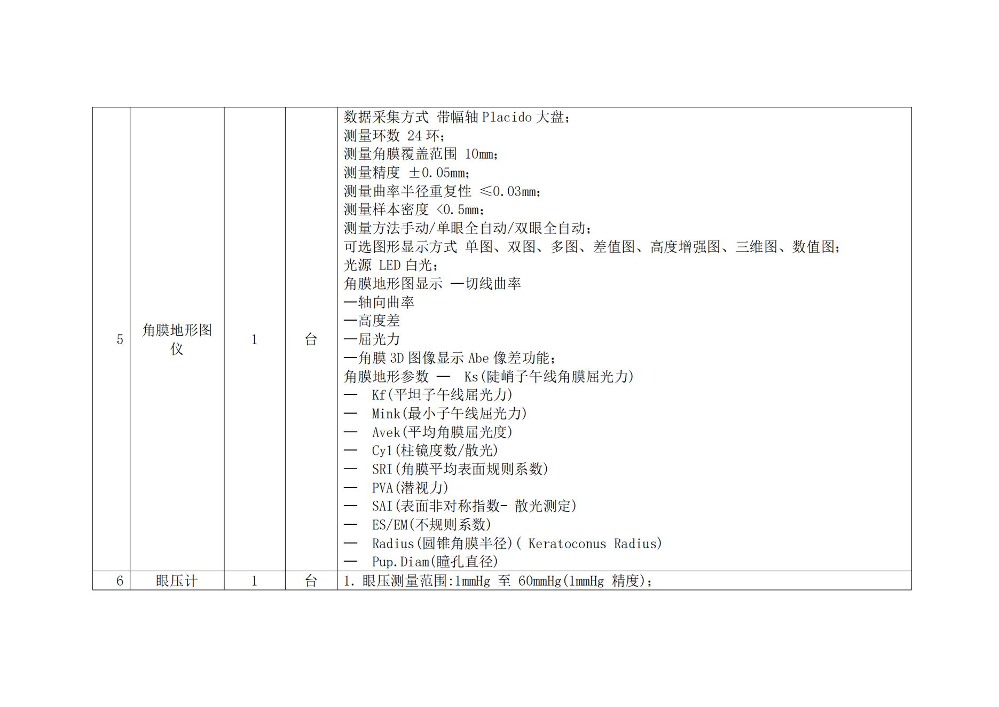 5
角膜地形图
仪
1
台
数据采集方式 带幅轴 Placido 大盘;
测量环数 24 环;
测量角膜覆盖范围 10mm;
测量精度 ±0.05mm;
测量曲率半径重复性 ≤0.03mm;
测量样本密度 <0.5mm;
测量方法手动/单眼全自动/双眼全自动;
可选图形显示方式 单图、双图、多图、差值图、高度增强图、三维图、数值图;
光源 LED 白光;
角膜地形图显示 —切线曲率
—轴向曲率
—高度差
—屈光力
—角膜 3D 图像显示 Abe 像差功能;
角膜地形参数 — Ks(陡峭子午线角膜屈光力)
— Kf(平坦子午线屈光力)
— Mink(最小子午线屈光力)
— Avek(平均角膜屈光度)
— Cyl(柱镜度数/散光)
— SRI(角膜平均表面规则系数)
— PVA(潜视力)
— SAI(表面非对称指数- 散光测定)
— ES/EM(不规则系数)
— Radius(圆锥角膜半径)( Keratoconus Radius)
— Pup.Diam(瞳孔直径)
6
眼压计
1
台
1. 眼压测量范围:1mmHg 至 60mmHg(1mmHg 精度);